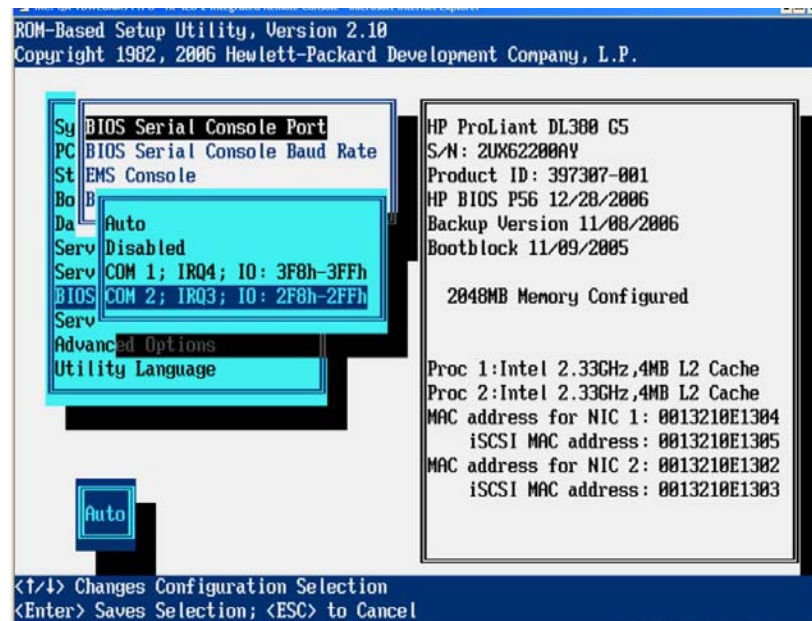 ROM-Based Setup Utility, Version 2.10
Copyright 1982, 2006 Hewlett-Packard Development Company, L.P.
Sy
BIOS Serial Console Port
PC
BIOS Serial Console Baud Rate
St
EMS Console
Bo
B
Da
Auto
Serv
Disabled
Serv
COM 1; IRQ4; IO: 3F8h-3FFh
BIOS
COM 2; IRQ3; IO: 2F8h-2FFh
Serv
Advanced Options
Utility Language
HP ProLiant DL380 G5
S/N: 2UX62200AY
Product ID: 397307-001
HP BIOS P56 12/28/2006
Backup Version 11/08/2006
Bootblock 11/09/2005
2048MB Memory Configured
Proc 1:Intel 2.33GHz,4MB L2 Cache
Proc 2:Intel 2.33GHz,4MB L2 Cache
MAC address for NIC 1: 0013210E1304
iSCSI MAC address: 0013210E1305
MAC address for NIC 2: 0013210E1302
iSCSI MAC address: 0013210E1303
Auto
<↑/↓> Changes Configuration Selection
<Enter> Saves Selection; <ESC> to Cancel